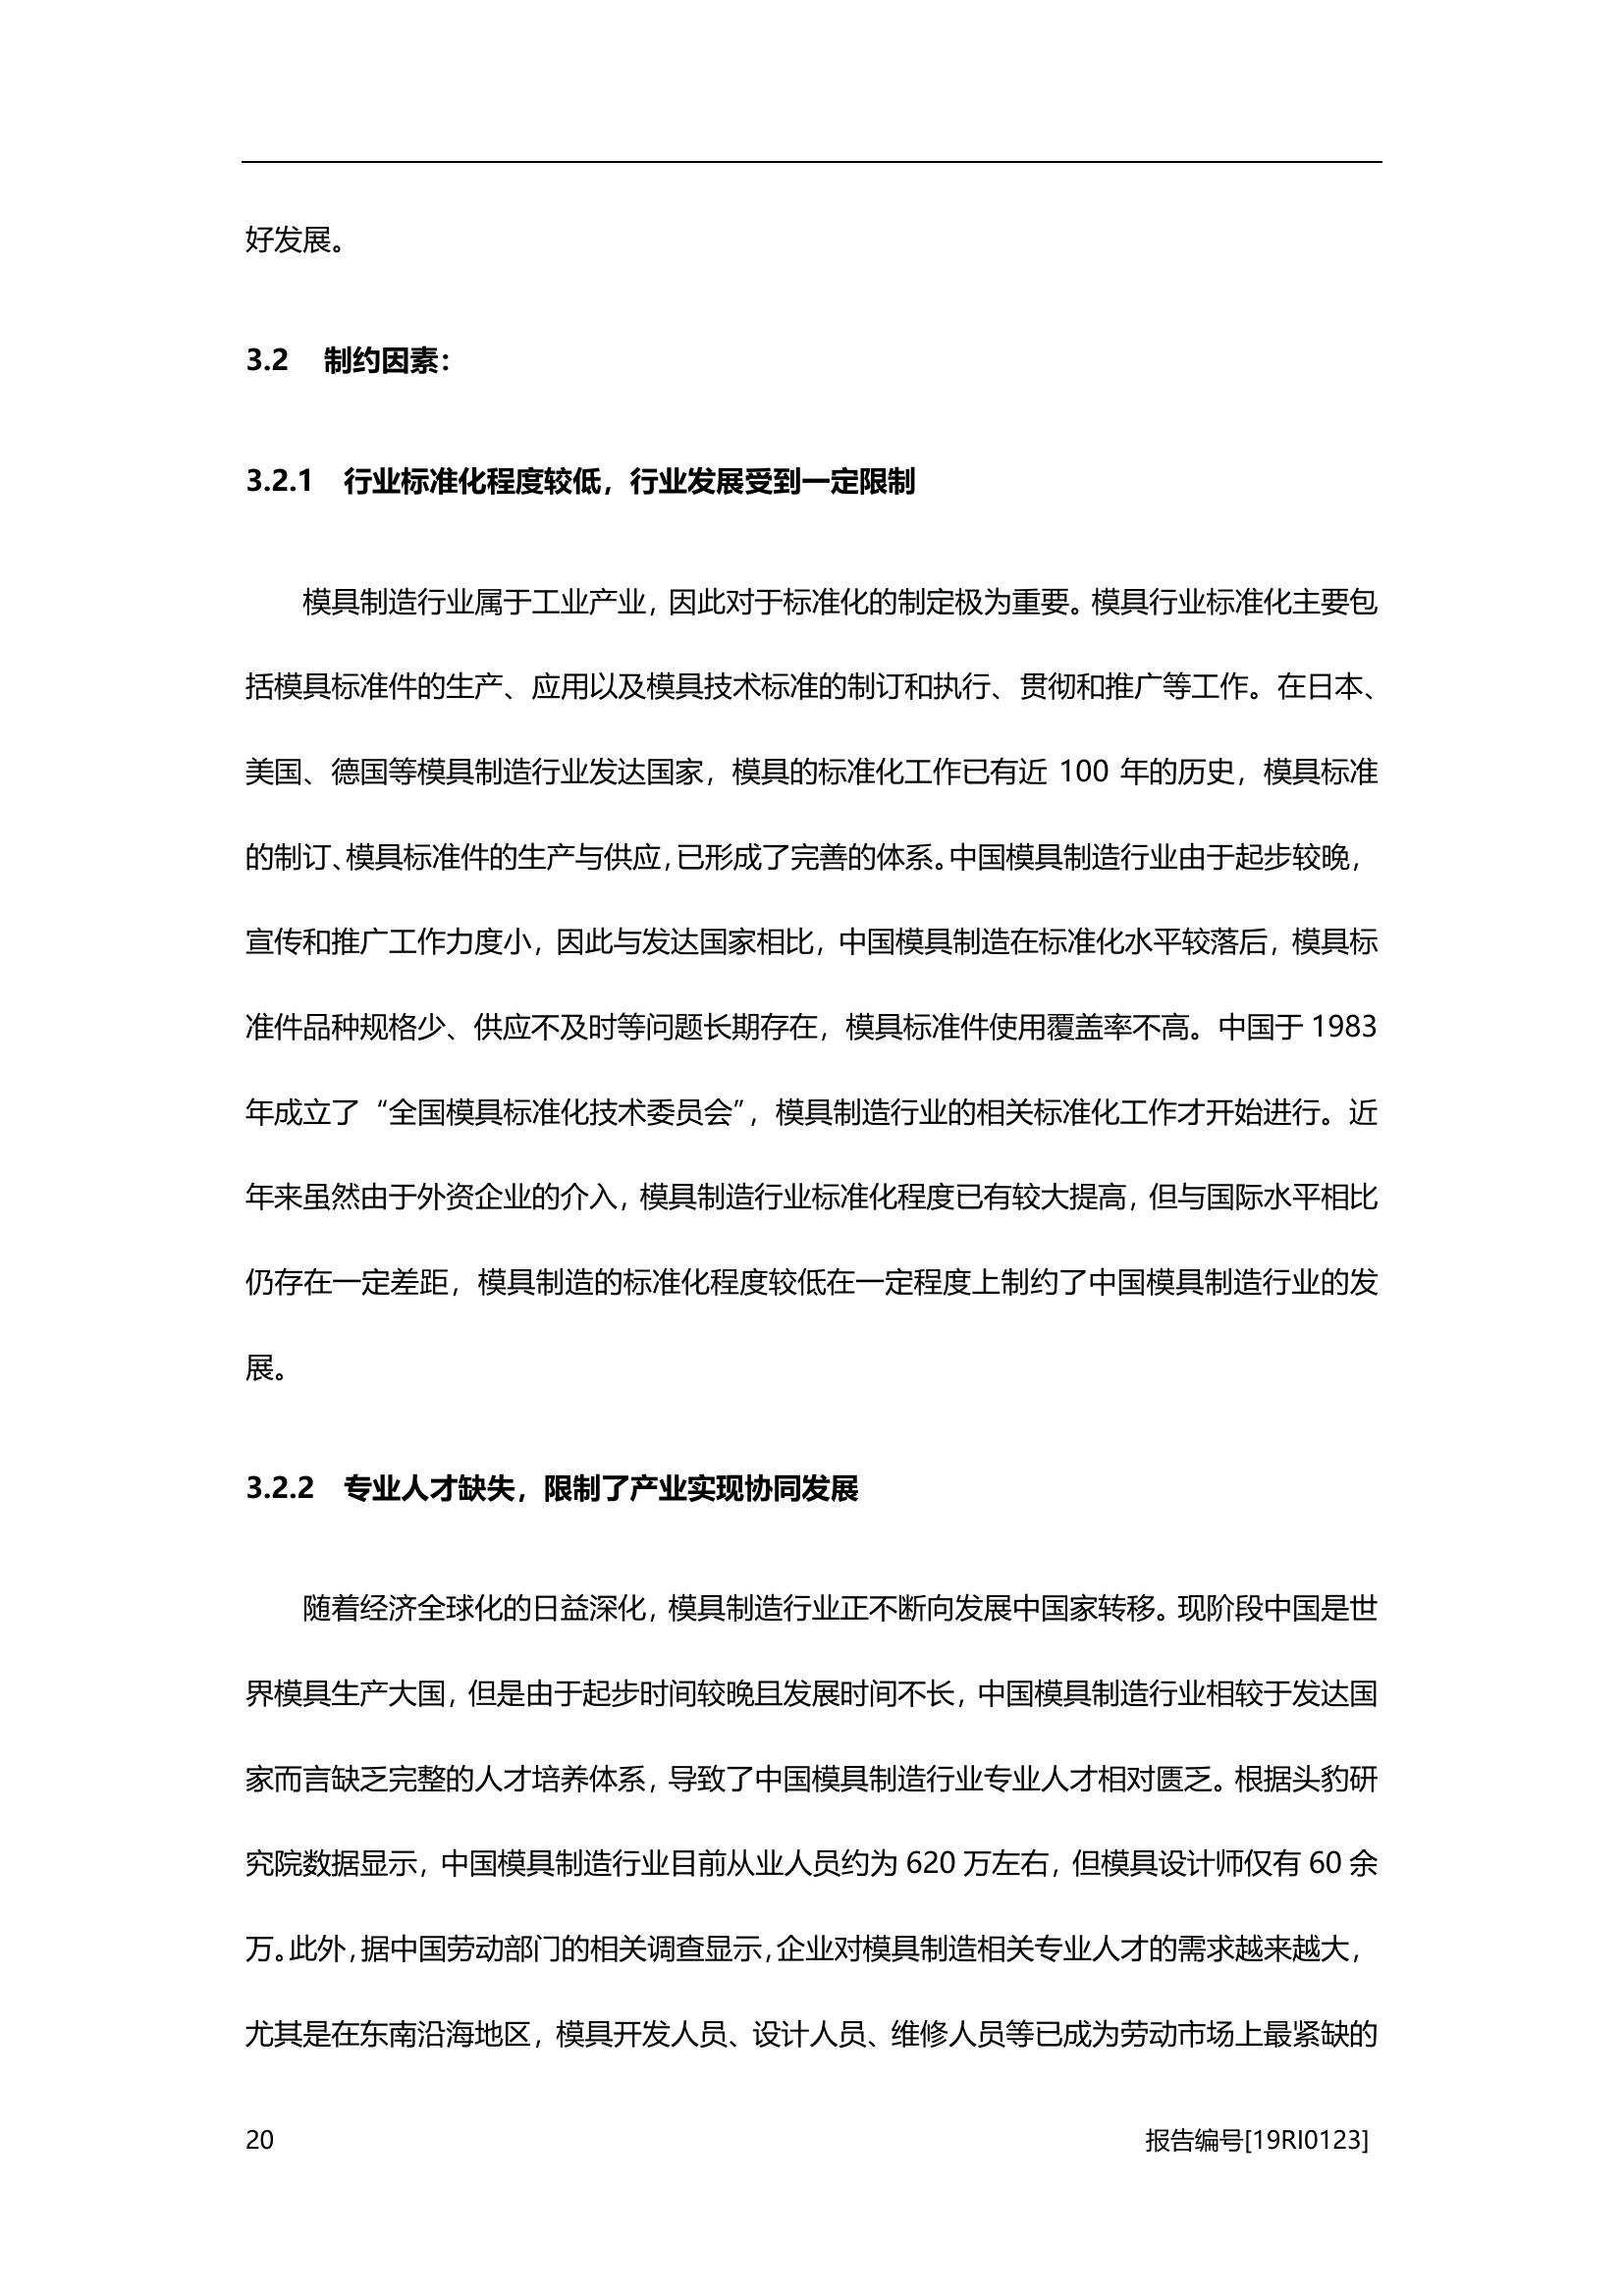 好发展。
3.2 制约因素：
3.2.1 行业标准化程度较低，行业发展受到一定限制
模具制造行业属于工业产业，因此对于标准化的制定极为重要。模具行业标准化主要包
括模具标准件的生产、应用以及模具技术标准的制订和执行、贯彻和推广等工作。在日本、
美国、德国等模具制造行业发达国家，模具的标准化工作已有近 100 年的历史，模具标准
的制订、模具标准件的生产与供应，已形成了完善的体系。中国模具制造行业由于起步较晚，
宣传和推广工作力度小，因此与发达国家相比，中国模具制造在标准化水平较落后，模具标
准件品种规格少、供应不及时等问题长期存在，模具标准件使用覆盖率不高。中国于 1983
年成立了“全国模具标准化技术委员会”，模具制造行业的相关标准化工作才开始进行。近
年来虽然由于外资企业的介入，模具制造行业标准化程度已有较大提高，但与国际水平相比
仍存在一定差距，模具制造的标准化程度较低在一定程度上制约了中国模具制造行业的发
展。
3.2.2 专业人才缺失，限制了产业实现协同发展
随着经济全球化的日益深化，模具制造行业正不断向发展中国家转移。现阶段中国是世
界模具生产大国，但是由于起步时间较晚且发展时间不长，中国模具制造行业相较于发达国
家而言缺乏完整的人才培养体系，导致了中国模具制造行业专业人才相对匮乏。根据头豹研
究院数据显示，中国模具制造行业目前从业人员约为 620 万左右，但模具设计师仅有 60 余
万。此外，据中国劳动部门的相关调查显示，企业对模具制造相关专业人才的需求越来越大，
尤其是在东南沿海地区，模具开发人员、设计人员、维修人员等已成为劳动市场上最紧缺的
20 报告编号[19RI0123]